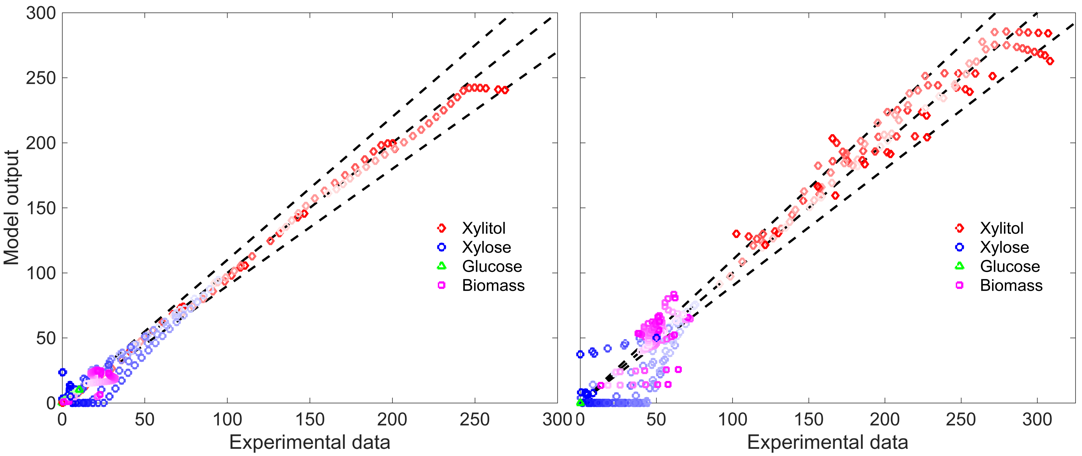 300
250
200
150
100
50
0
Model output
Xylitol
Xylose
Glucose
Biomass
0 50 100 150 200 250 300
Experimental data
Xylitol
Xylose
Glucose
Biomass
0 50 100 150 200 250 300
Experimental data